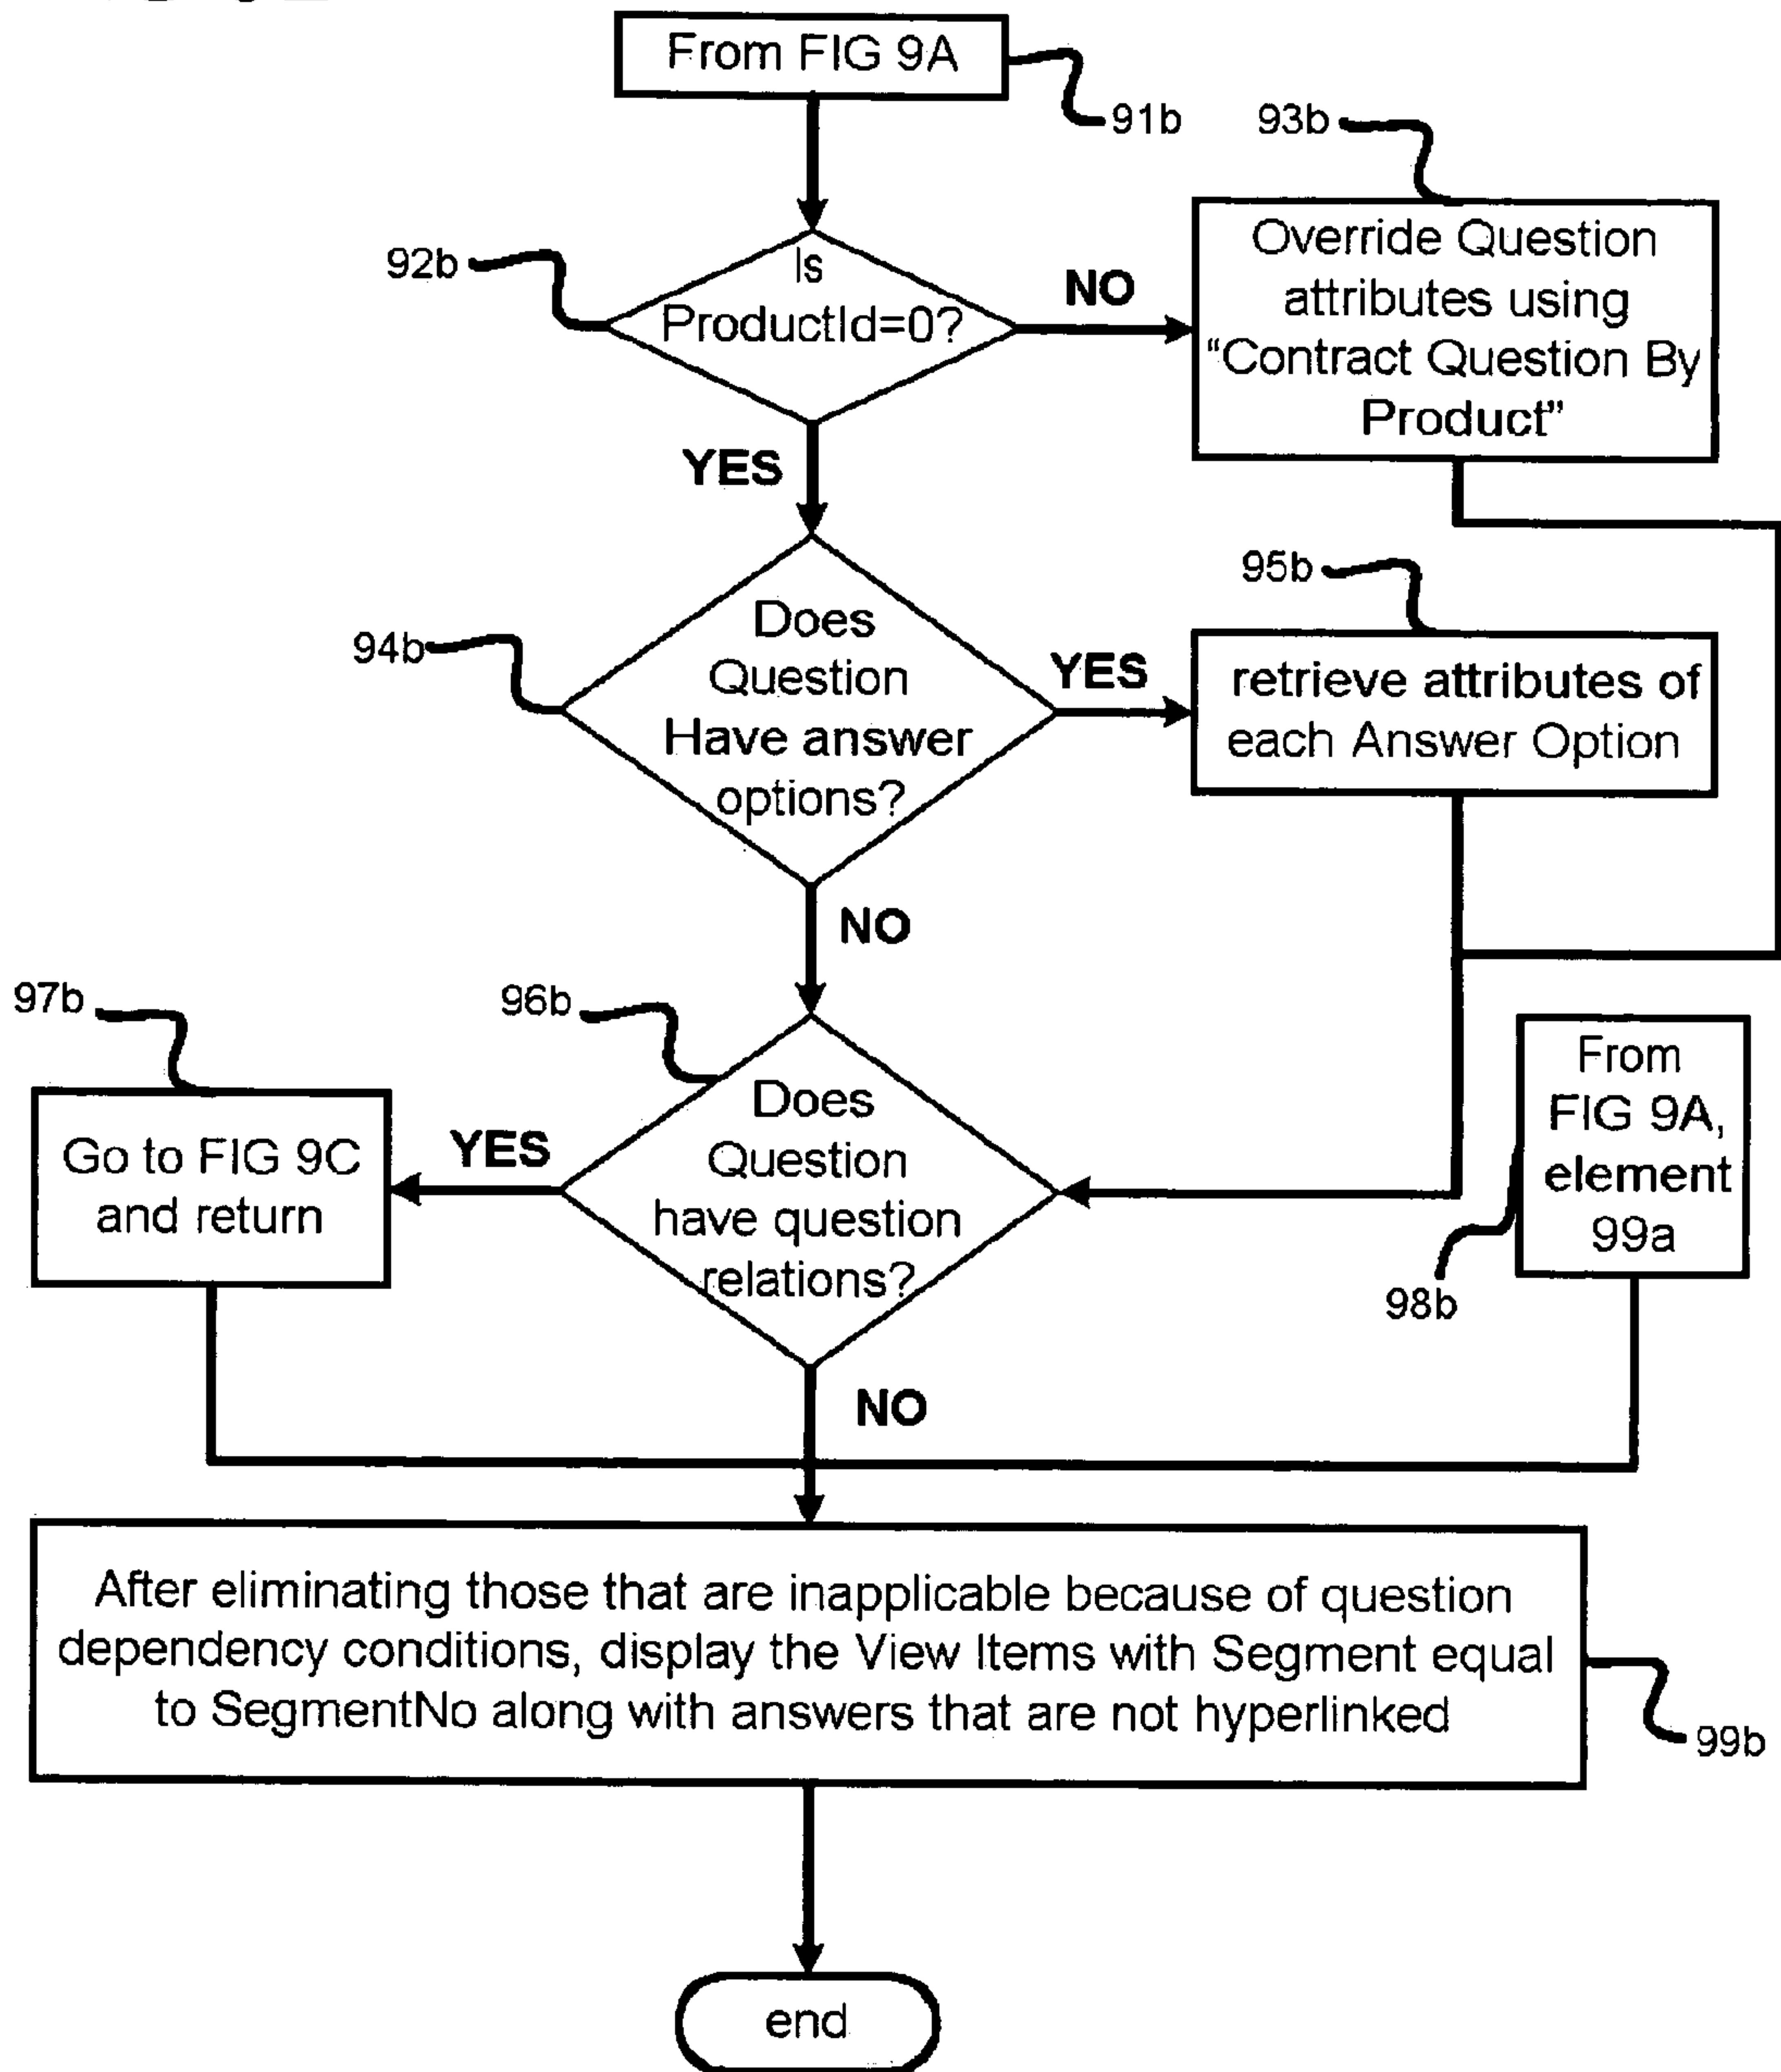 From FIG 9A
91b
93b
Override Question
attributes using
“Contract Question By
Product”
92b
Is
ProductId=0?
NO
YES
95b
94b
Does
Question
Have answer
options?
YES
retrieve attributes of
each Answer Option
NO
97b
96b
From
FIG 9A,
element
99a
98b
Go to FIG 9C
and return
YES
Does
Question
have question
relations?
NO
After eliminating those that are inapplicable because of question
dependency conditions, display the View Items with Segment equal
to SegmentNo along with answers that are not hyperlinked
99b
end